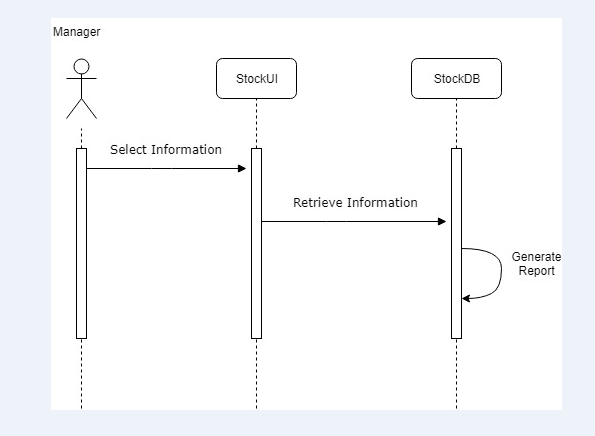 Manager
StockUI
StockDB
Select Information
Retrieve Information
Generate
Report